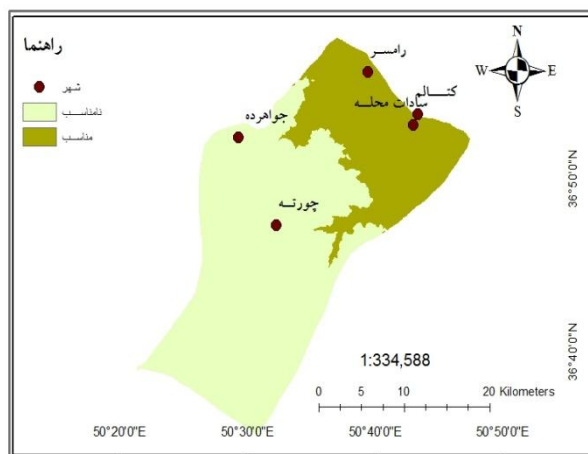 راهنما
شهر
نامناسب
مناسب
رامسر
کتالم
سادات محله
جواهرده
چورته
N
W E
S
36°50'0"N
36°40'0"N
1:334,588
0 5 10 20 Kilometers
50°20'0"E 50°30'0"E 50°40'0"E 50°50'0"E